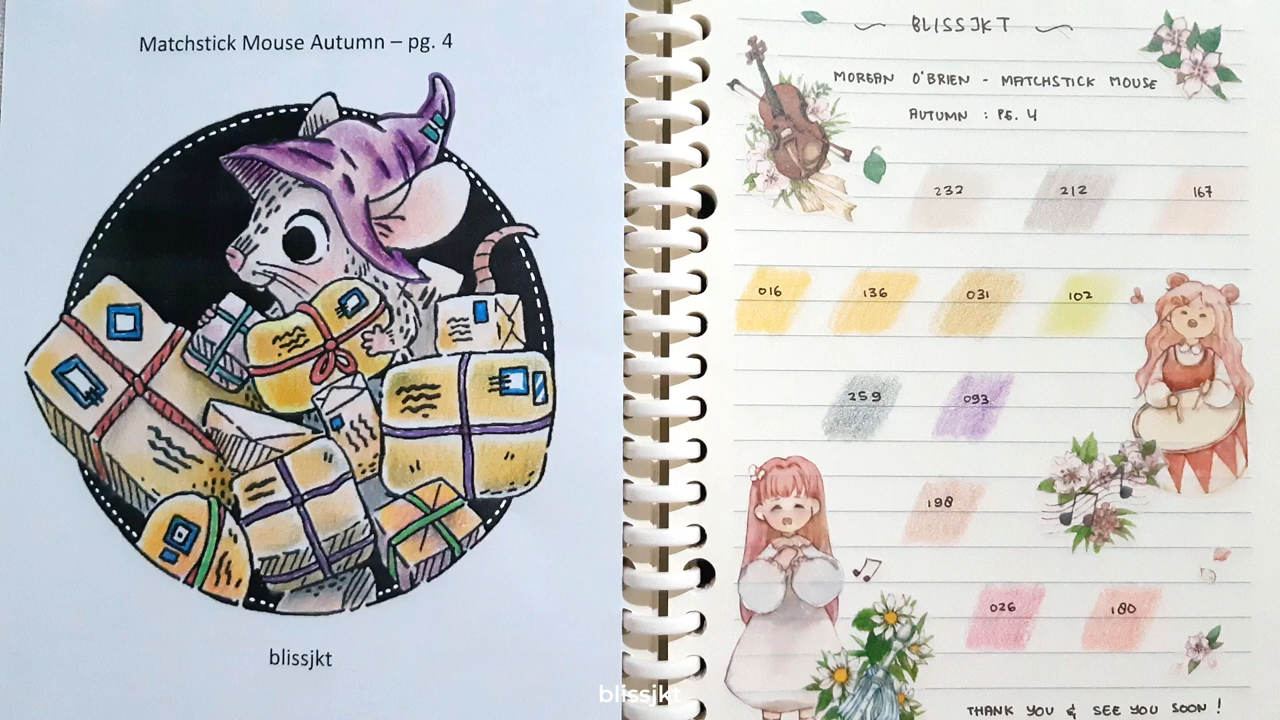 Matchstick Mouse Autumn – pg. 4
blissjkt
BLISSJKT
MORGAN O'BRIEN - MATCHSTICK MOUSE
AUTUMN : PG. 4
232 212 167
016 136 031 102
259 093
198
026 180
THANK YOU & SEE YOU SOON !
blissjkt